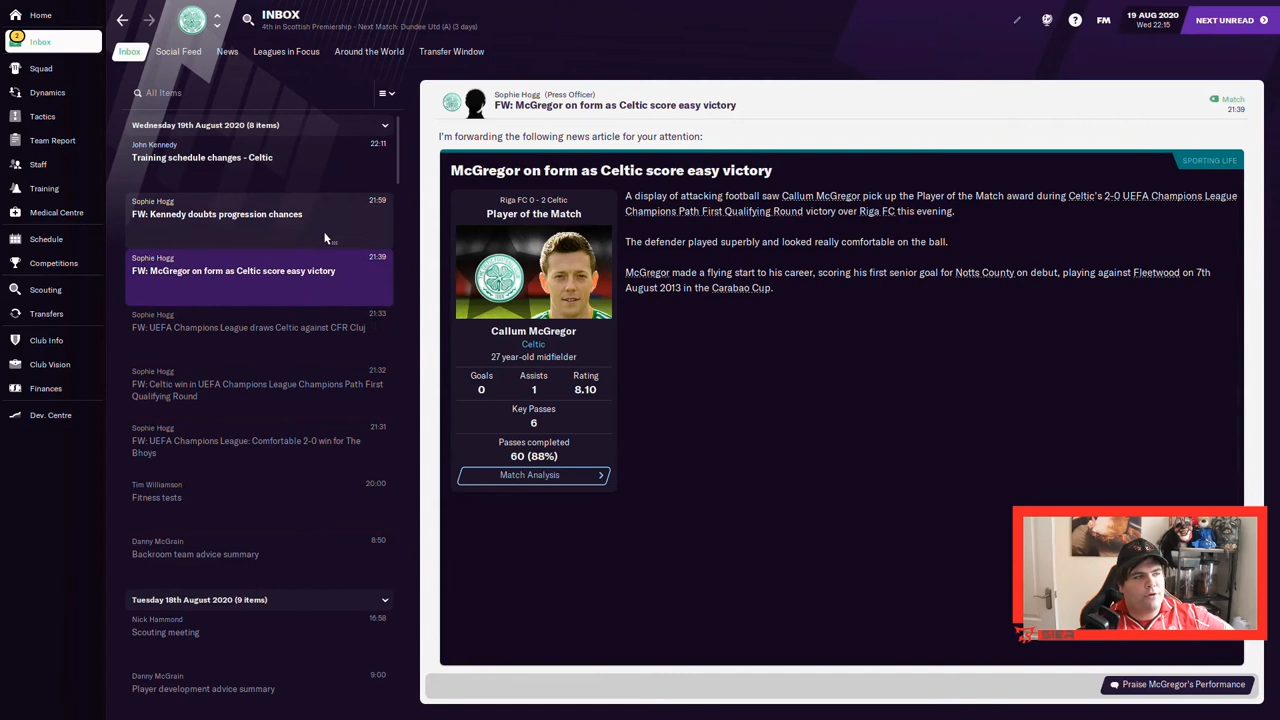 Home
INBOX
4th in Scottish Premiership - Next Match: Dundee Utd (A) (3 days)
FM
19 AUG 2020
Wed 22:15
NEXT UNREAD
2
Inbox
Squad
Dynamics
Tactics
Team Report
Staff
Training
Medical Centre
Schedule
Competitions
Scouting
Transfers
Club Info
Club Vision
Finances
Dev. Centre
Inbox Social Feed News Leagues in Focus Around the World Transfer Window
All Items
Wednesday 19th August 2020 (8 items)
John Kennedy 22:11
Training schedule changes - Celtic
Sophie Hogg 21:59
FW: Kennedy doubts progression chances
Sophie Hogg 21:39
FW: McGregor on form as Celtic score easy victory
Sophie Hogg 21:33
FW: UEFA Champions League draws Celtic against CFR Cluj
Sophie Hogg 21:32
FW: Celtic win in UEFA Champions League Champions Path First
Qualifying Round
Sophie Hogg 21:31
FW: UEFA Champions League: Comfortable 2-0 win for The
Bhoys
Tim Williamson 20:00
Fitness tests
Danny McGrain 8:50
Backroom team advice summary
Tuesday 18th August 2020 (9 items)
Nick Hammond 16:58
Scouting meeting
Danny McGrain 9:00
Player development advice summary
Sophie Hogg (Press Officer)
FW: McGregor on form as Celtic score easy victory
Match
21:39
I'm forwarding the following news article for your attention:
SPORTING LIFE
McGregor on form as Celtic score easy victory
Riga FC 0 - 2 Celtic
Player of the Match
Callum McGregor
Celtic
27 year-old midfielder
Goals Assists Rating
0 1 8.10
Key Passes
6
Passes completed
60 (88%)
Match Analysis
A display of attacking football saw Callum McGregor pick up the Player of the Match award during Celtic's 2-0 UEFA Champions League
Champions Path First Qualifying Round victory over Riga FC this evening.
The defender played superbly and looked really comfortable on the ball.
McGregor made a flying start to his career, scoring his first senior goal for Notts County on debut, playing against Fleetwood on 7th
August 2013 in the Carabao Cup.
Praise McGregor's Performance